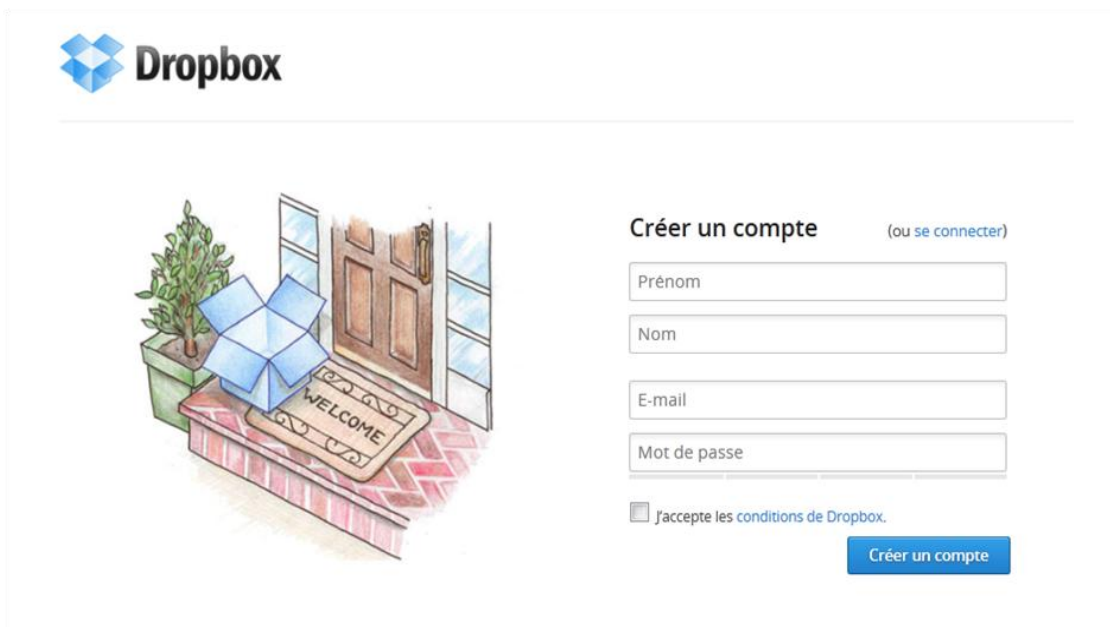 Dropbox
Créer un compte (ou se connecter)
Prénom
Nom
E-mail
Mot de passe
J'accepte les conditions de Dropbox.
Créer un compte
WELCOME